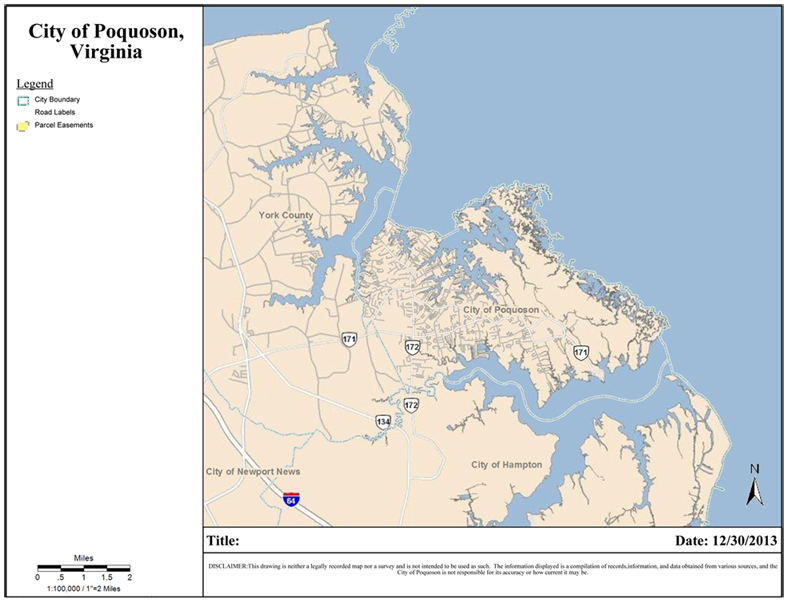 City of Poquoson,
Virginia
Legend
City Boundary
Road Labels
Parcel Easements
York County
City of Poquoson
171
172
171
172
134
City of Newport News
City of Hampton
64
N
Miles
0 .5 1 1.5 2
1:100,000 / 1"=2 Miles
Title:
Date: 12/30/2013
DISCLAIMER:This drawing is neither a legally recorded map nor a survey and is not intended to be used as such. The information displayed is a compilation of records,information, and data obtained from various sources, and the
City of Poquoson is not responsible for its accuracy or how current it may be.